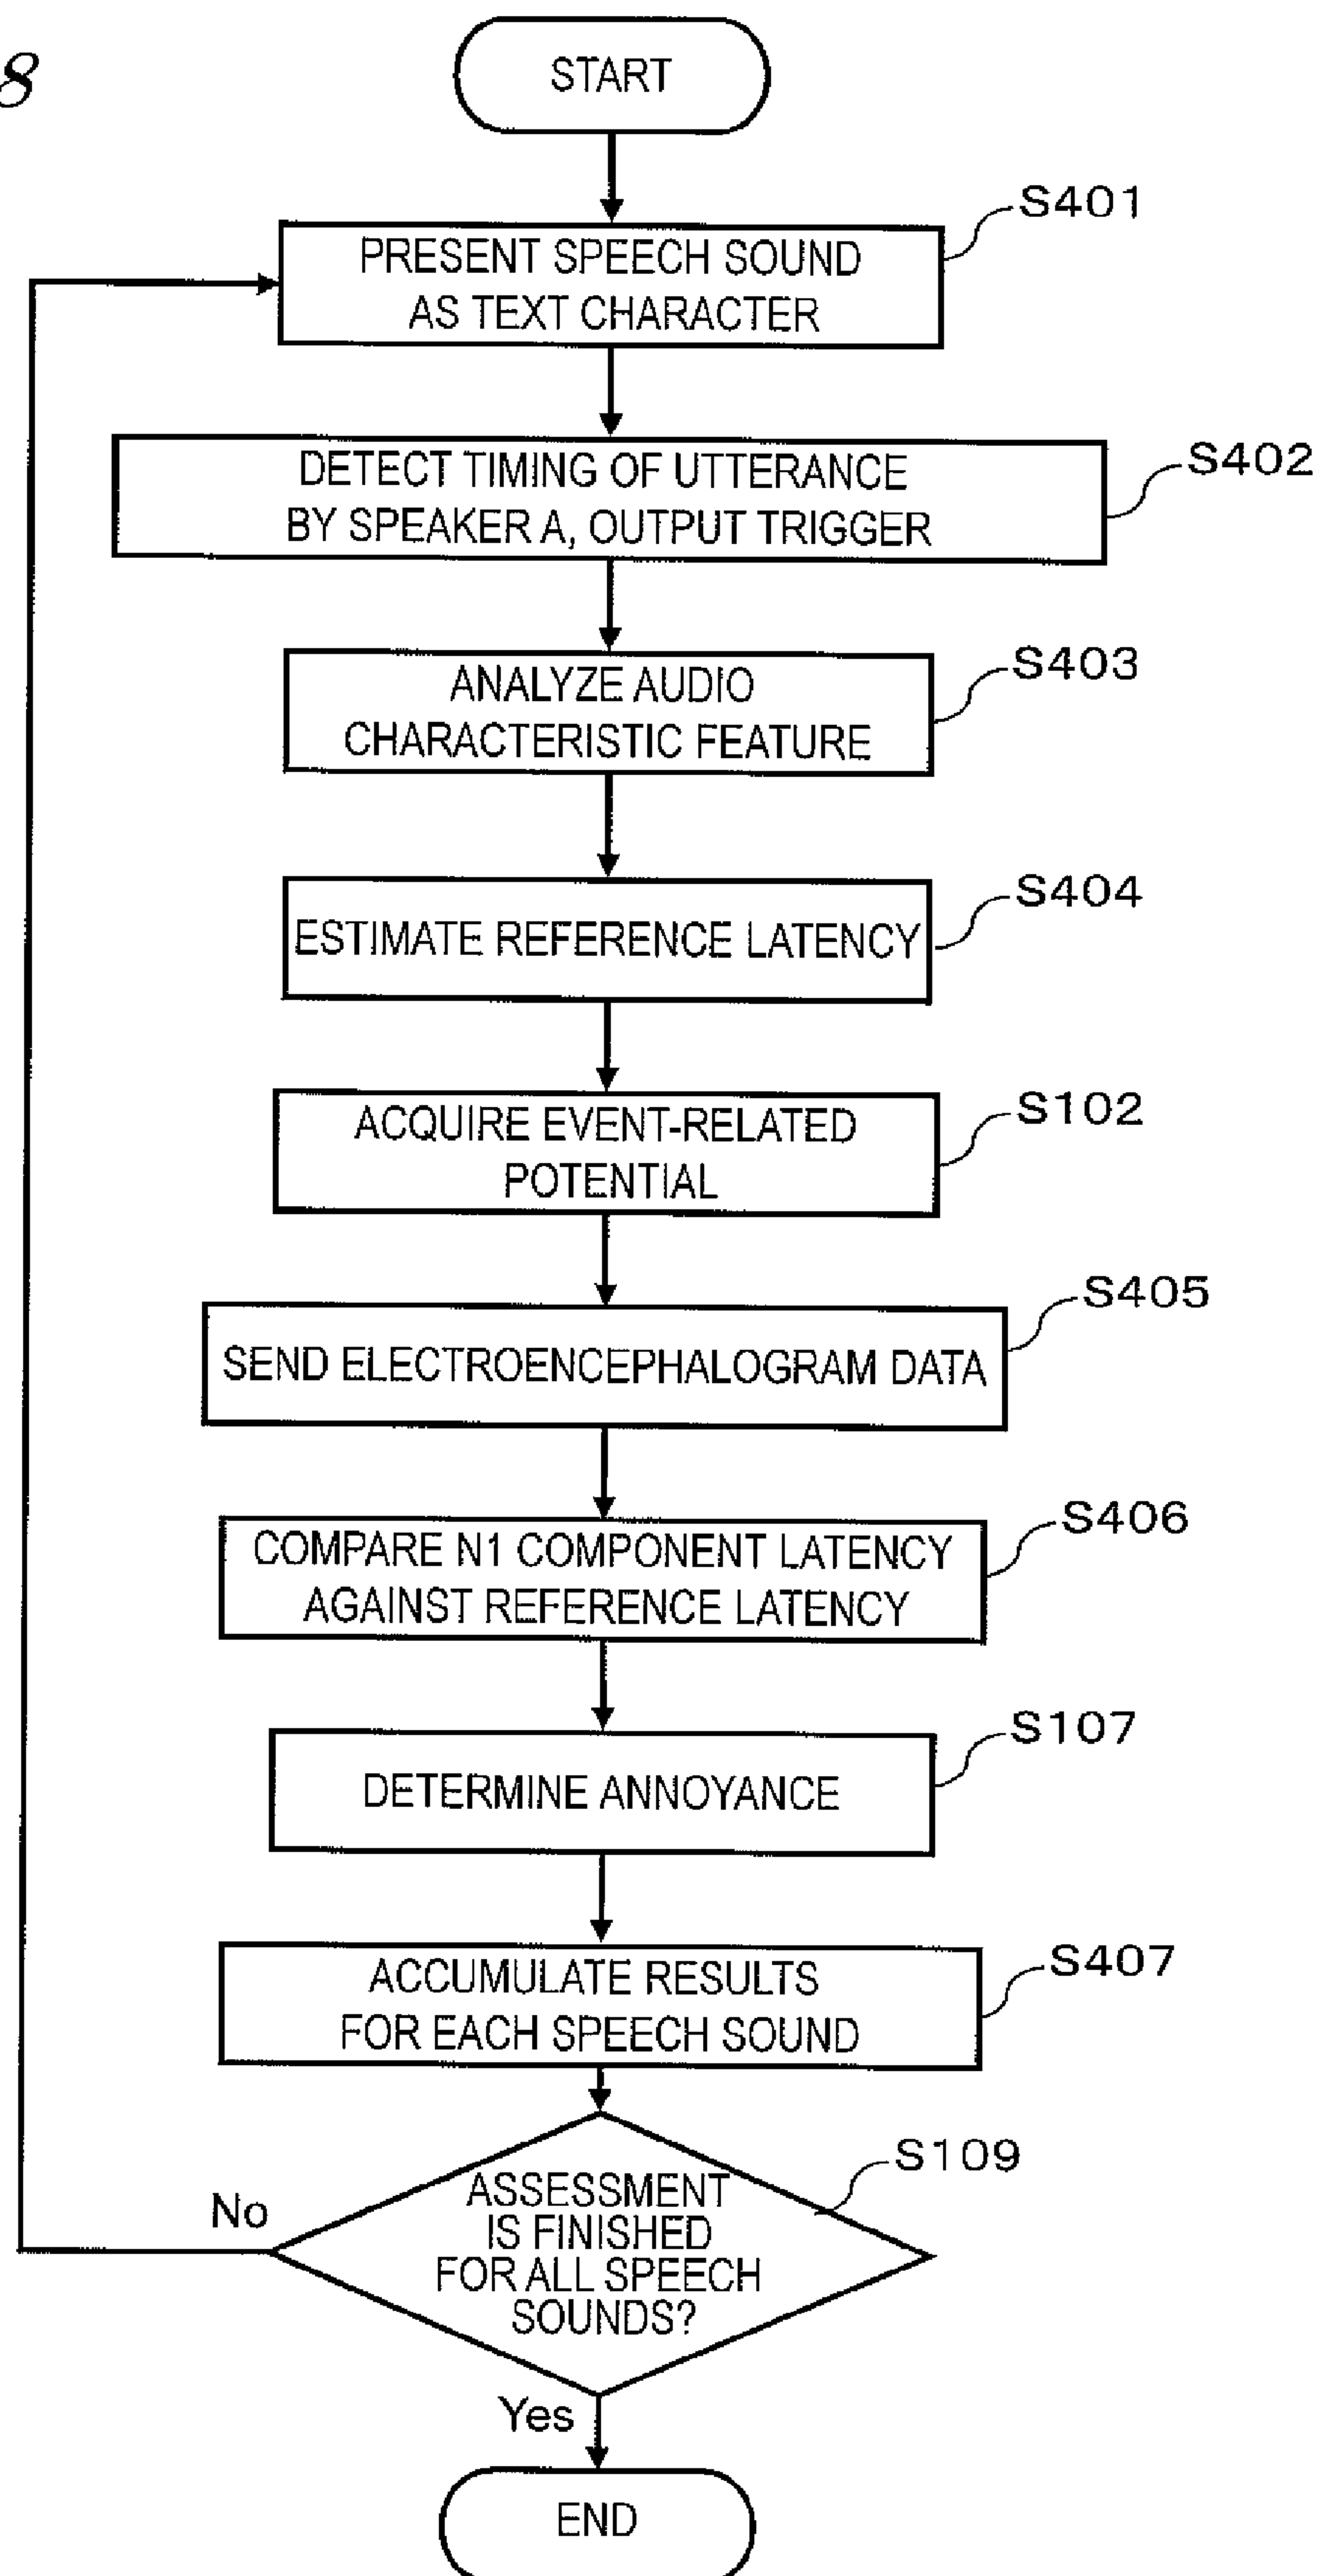 8
START
S401
PRESENT SPEECH SOUND
AS TEXT CHARACTER
S402
DETECT TIMING OF UTTERANCE
BY SPEAKER A, OUTPUT TRIGGER
S403
ANALYZE AUDIO
CHARACTERISTIC FEATURE
S404
ESTIMATE REFERENCE LATENCY
S102
ACQUIRE EVENT-RELATED
POTENTIAL
S405
SEND ELECTROENCEPHALOGRAM DATA
S406
COMPARE N1 COMPONENT LATENCY
AGAINST REFERENCE LATENCY
S107
DETERMINE ANNOYANCE
S407
ACCUMULATE RESULTS
FOR EACH SPEECH SOUND
S109
No
ASSESSMENT
IS FINISHED
FOR ALL SPEECH
SOUNDS?
Yes
END